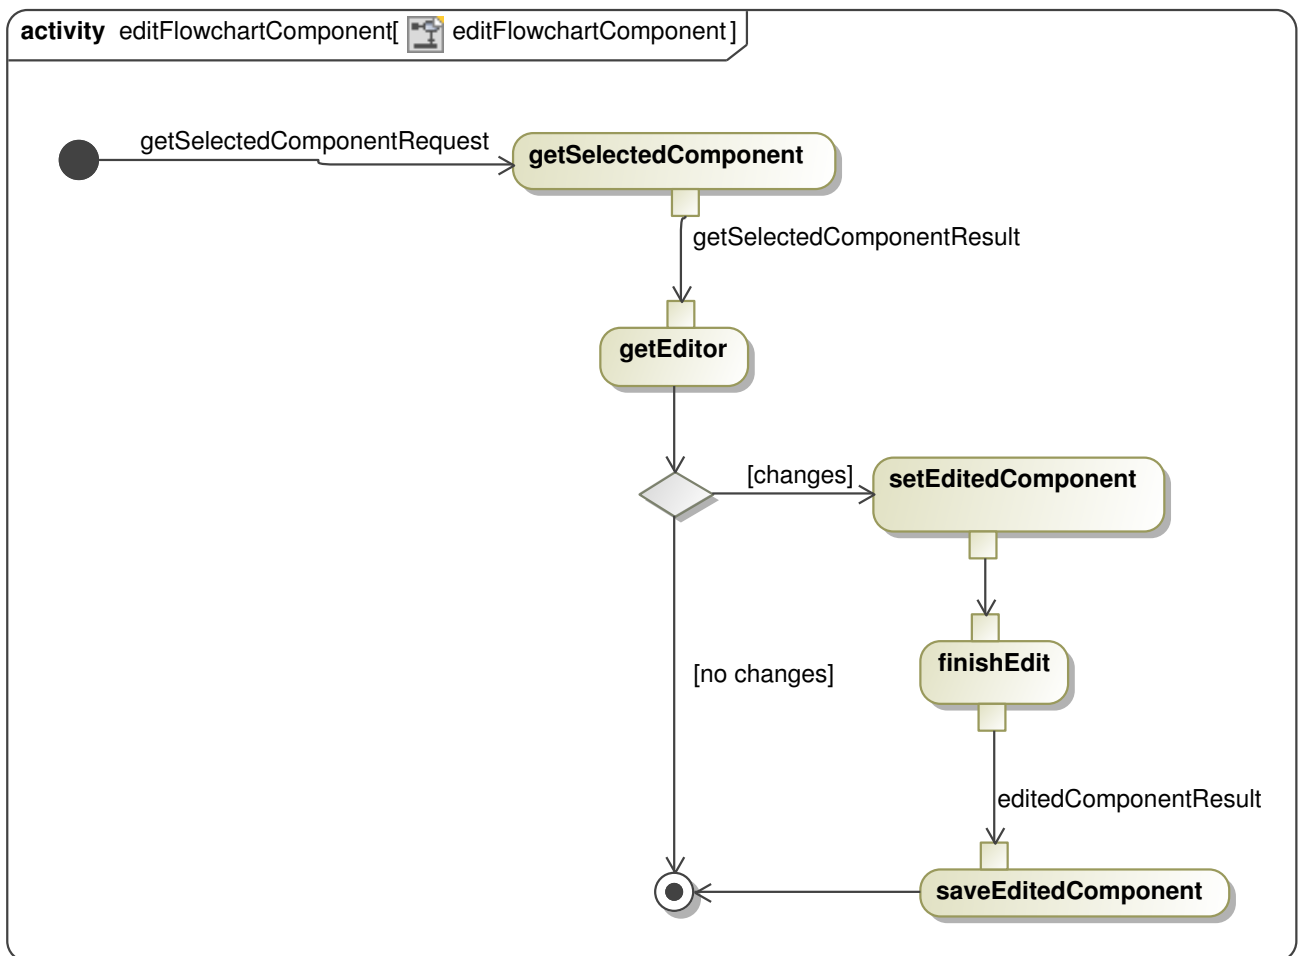 activity editFlowchartComponent[ editFlowchartComponent ]
getSelectedComponentRequest
getSelectedComponent
getSelectedComponentResult
getEditor
[changes]
setEditedComponent
finishEdit
[no changes]
editedComponentResult
saveEditedComponent